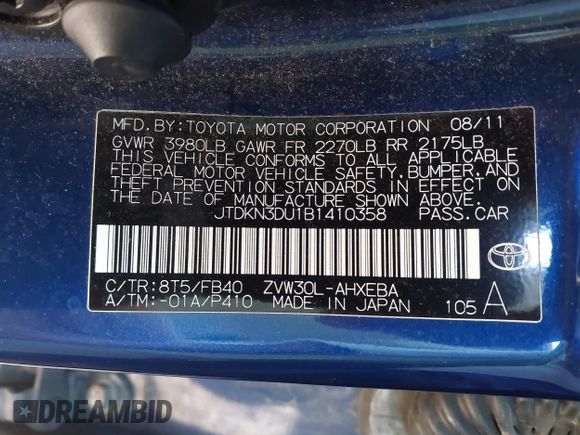 MFD.BY:TOYOTA MOTOR CORPORATION 08/11
GVWR 3980LB GAWR FR 2270LB RR 2175LB
THIS VEHICLE CONFORMS TO ALL APPLICABLE
FEDERAL MOTOR VEHICLE SAFETY,BUMPER,AND
THEFT PREVENTION STANDARDS IN EFFECT ON
THE DATE OF MANUFACTURE SHOWN ABOVE.
JTDKN3DU1B1410358 PASS.CAR
C/TR:8T5/FB40 ZVW30L-AHXEBA
A/TM:-01A/P410 MADE IN JAPAN 105 A
DREAMBID